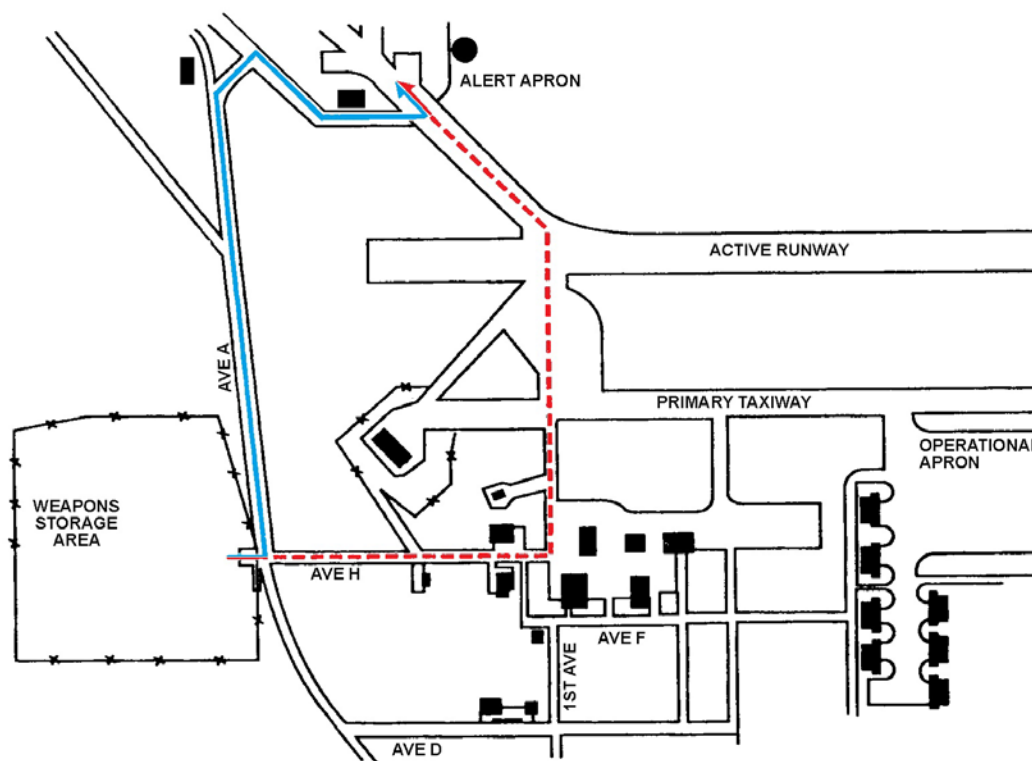 ALERT APRON
ACTIVE RUNWAY
AVE A
PRIMARY TAXIWAY
OPERATIONAL
APRON
WEAPONS
STORAGE
AREA
AVE H
AVE F
1ST AVE
AVE D